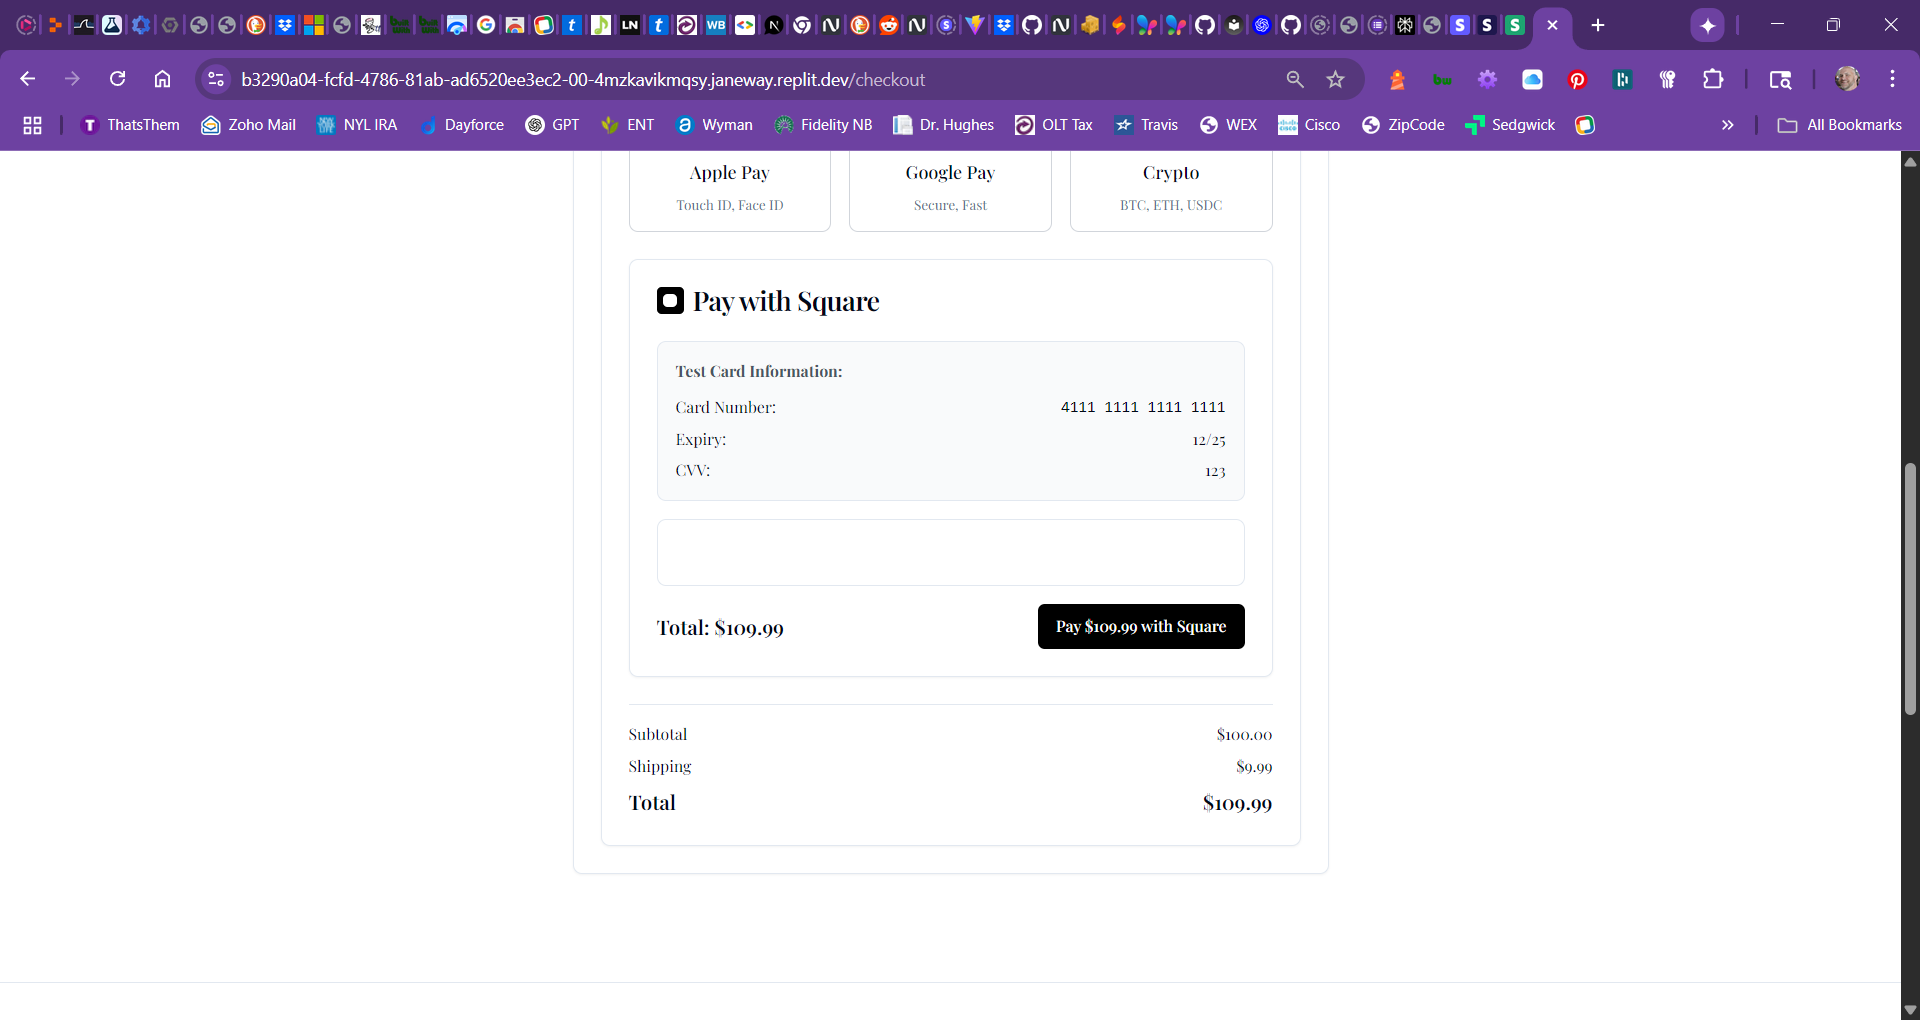 b3290a04-fcfd-4786-81ab-ad6520ee3ec2-00-4mzkavikmqsy.janeway.replit.dev/checkout
ThatsThem
Zoho Mail
NYL IRA
Dayforce
GPT
ENT
Wyman
Fidelity NB
Dr. Hughes
OLT Tax
Travis
WEX
Cisco
ZipCode
Sedgwick
All Bookmarks
Apple Pay
Touch ID, Face ID
Google Pay
Secure, Fast
Crypto
BTC, ETH, USDC
Pay with Square
Test Card Information:
Card Number: 4111 1111 1111 1111
Expiry: 12/25
CVV: 123
Total: $109.99
Pay $109.99 with Square
Subtotal $100.00
Shipping $9.99
Total $109.99